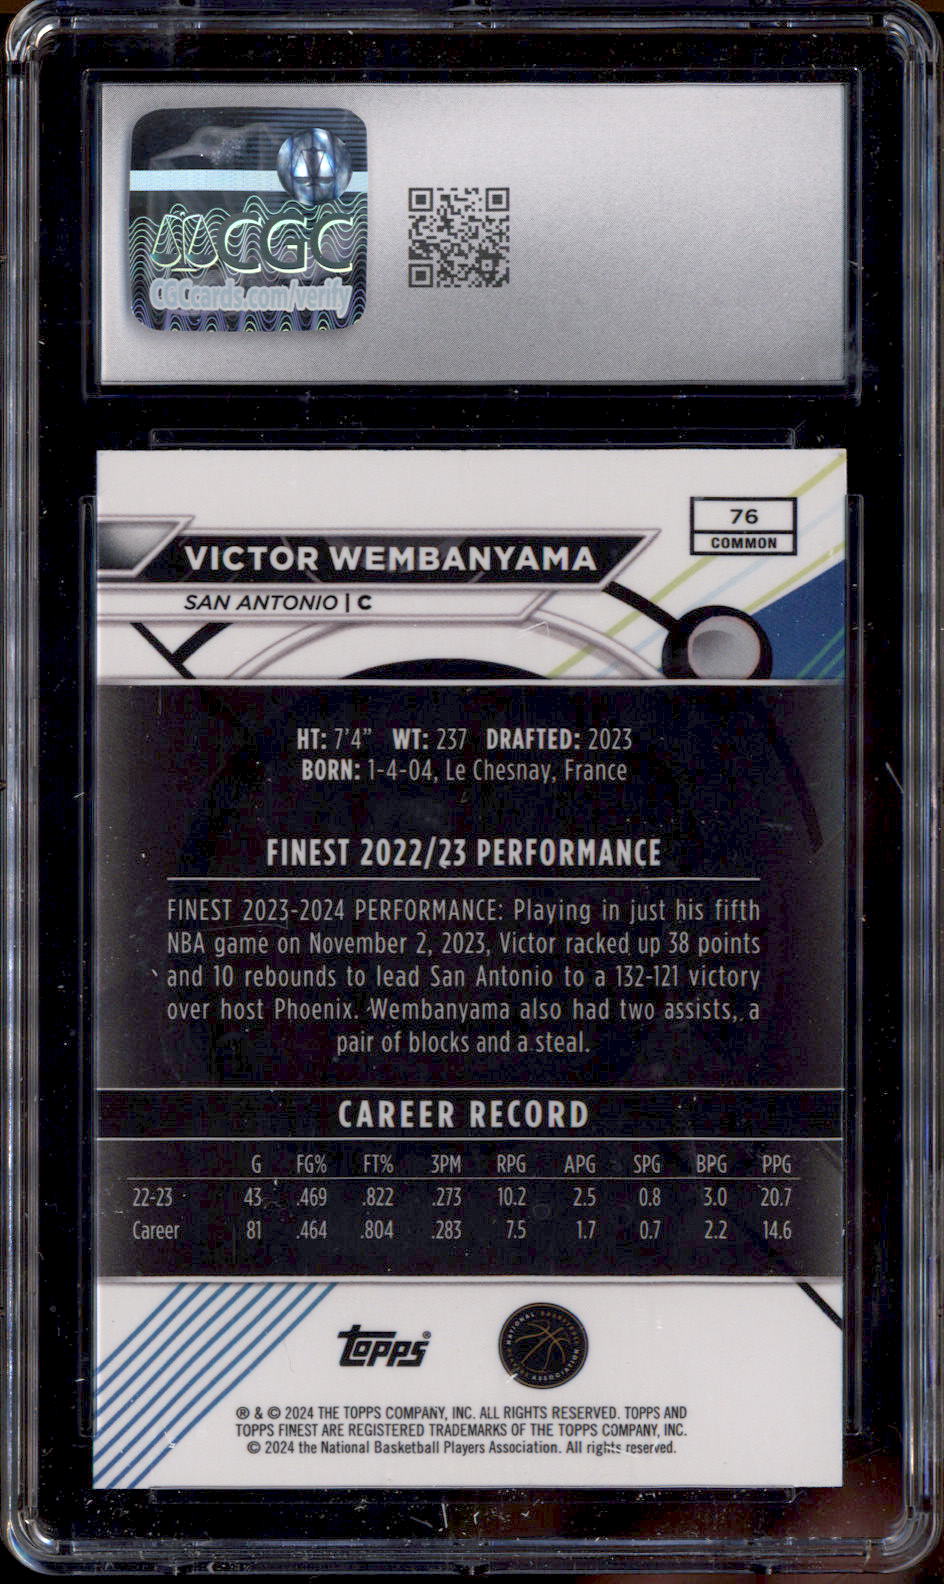 CGC
CGCcards.com/verify
76
COMMON
VICTOR WEMBANYAMA
SAN ANTONIO | C
HT: 7'4" WT: 237 DRAFTED: 2023
BORN: 1-4-04, Le Chesnay, France
FINEST 2022/23 PERFORMANCE
FINEST 2023-2024 PERFORMANCE: Playing in just his fifth
NBA game on November 2, 2023, Victor racked up 38 points
and 10 rebounds to lead San Antonio to a 132-121 victory
over host Phoenix. Wembanyama also had two assists, a
pair of blocks and a steal.
CAREER RECORD
G FG% FT% 3PM RPG APG SPG BPG PPG
22-23 43 .469 .822 .273 10.2 2.5 0.8 3.0 20.7
Career 81 .464 .804 .283 7.5 1.7 0.7 2.2 14.6
topps®
NATIONAL BASKETBALL PLAYERS ASSOCIATION
® & © 2024 THE TOPPS COMPANY, INC. ALL RIGHTS RESERVED. TOPPS AND
TOPPS FINEST ARE REGISTERED TRADEMARKS OF THE TOPPS COMPANY, INC.
© 2024 the National Basketball Players Association. All rights reserved.